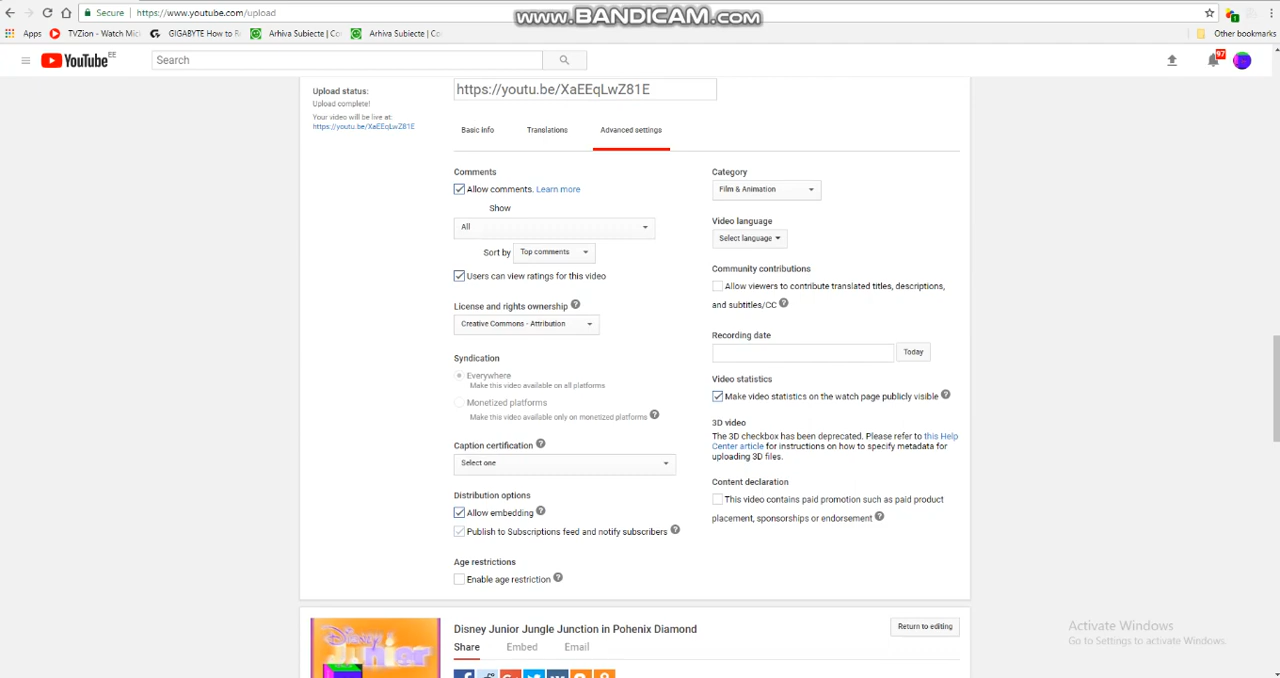 Secure https://www.youtube.com/upload
www.BANDICAM.com
Apps TVZion - Watch Mic GIGABYTE How to R Arhiva Subiecte | Co Arhiva Subiecte | Co Other bookmarks
YouTube EE
Search
97
Upload status:
Upload complete!
Your video will be live at:
https://youtu.be/XaEEqLwZ81E
https://youtu.be/XaEEqLwZ81E
Basic info Translations Advanced settings
Comments
Allow comments. Learn more
Show
All
Sort by Top comments
Users can view ratings for this video
License and rights ownership ?
Creative Commons - Attribution
Syndication
Everywhere
Make this video available on all platforms
Monetized platforms
Make this video available only on monetized platforms ?
Caption certification ?
Select one
Distribution options
Allow embedding ?
Publish to Subscriptions feed and notify subscribers ?
Age restrictions
Enable age restriction ?
Category
Film & Animation
Video language
Select language
Community contributions
Allow viewers to contribute translated titles, descriptions,
and subtitles/CC ?
Recording date
Today
Video statistics
Make video statistics on the watch page publicly visible ?
3D video
The 3D checkbox has been deprecated. Please refer to this Help
Center article for instructions on how to specify metadata for
uploading 3D files.
Content declaration
This video contains paid promotion such as paid product
placement, sponsorships or endorsement ?
Disney Junior
Disney Junior Jungle Junction in Pohenix Diamond
Return to editing
Share Embed Email
Activate Windows
Go to Settings to activate Windows.